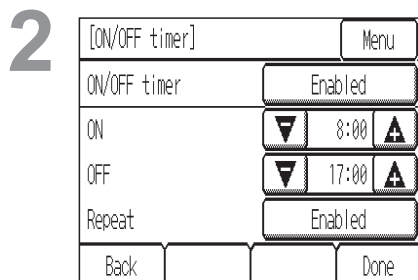 2
[ON/OFF timer] Menu
ON/OFF timer Enabled
ON 8:00
OFF 17:00
Repeat Enabled
Back Done